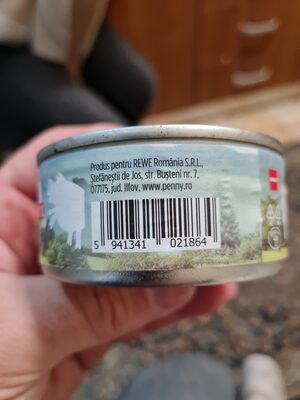 Produs pentru REWE România S.R.L.,
Ștefăneștii de Jos, str. Bușteni nr. 7,
077175, jud. Ilfov, www.penny.ro
5 941341 021864